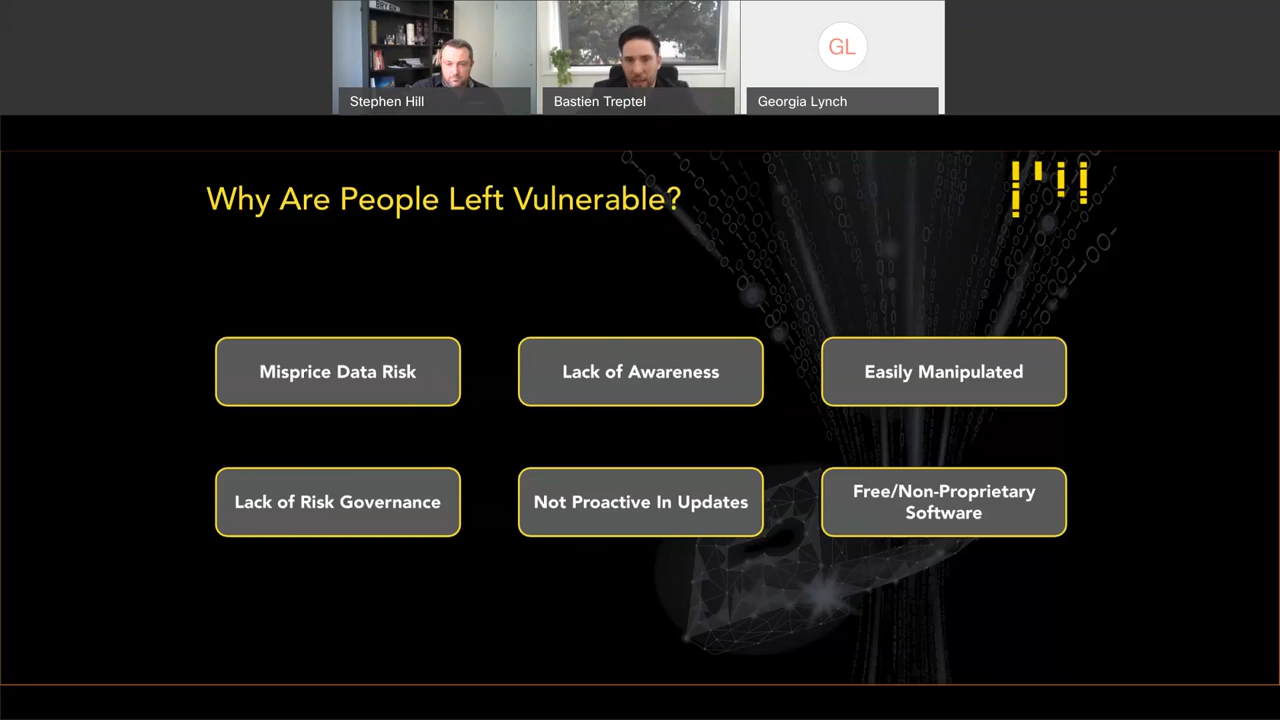 GL
Stephen Hill
Bastien Treptel
Georgia Lynch
Why Are People Left Vulnerable?
Misprice Data Risk
Lack of Awareness
Easily Manipulated
Lack of Risk Governance
Not Proactive In Updates
Free/Non-Proprietary
Software